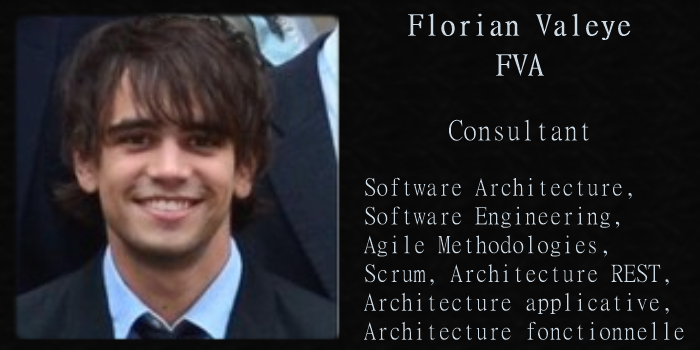 Florian Valeye
FVA
Consultant
Software Architecture,
Software Engineering,
Agile Methodologies,
Scrum, Architecture REST,
Architecture applicative,
Architecture fonctionnelle